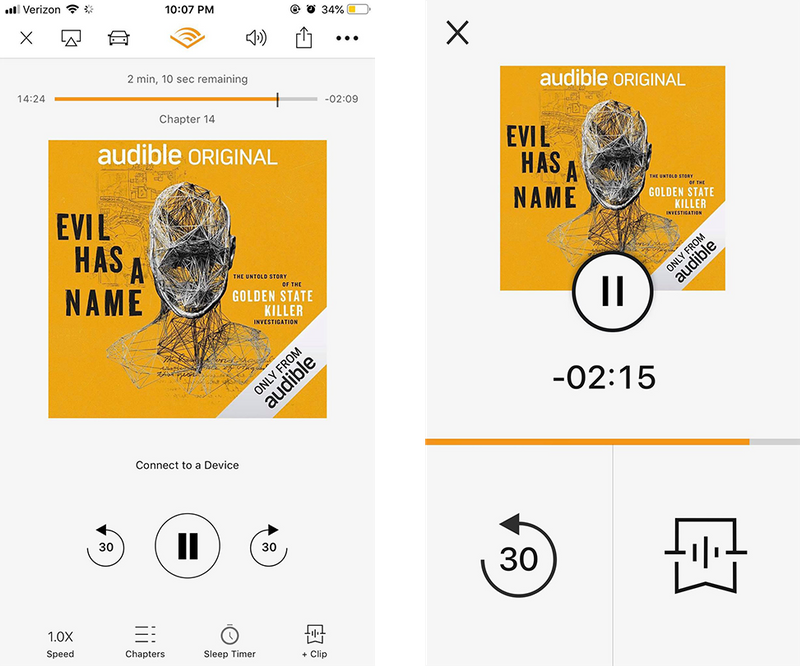 Verizon 10:07 PM 34%
2 min, 10 sec remaining
14:24 -02:09
Chapter 14
audible ORIGINAL
EVIL
HAS A
NAME
THE UNTOLD STORY
OF THE
GOLDEN STATE
KILLER
INVESTIGATION
ONLY FROM
audible
Connect to a Device
30 30
1.0X
Speed Chapters Sleep Timer + Clip
audible ORIGINAL
EVIL
HAS A
NAME
THE UNTOLD STORY
OF THE
GOLDEN STATE
KILLER
INVESTIGATION
ONLY FROM
audible
-02:15
30